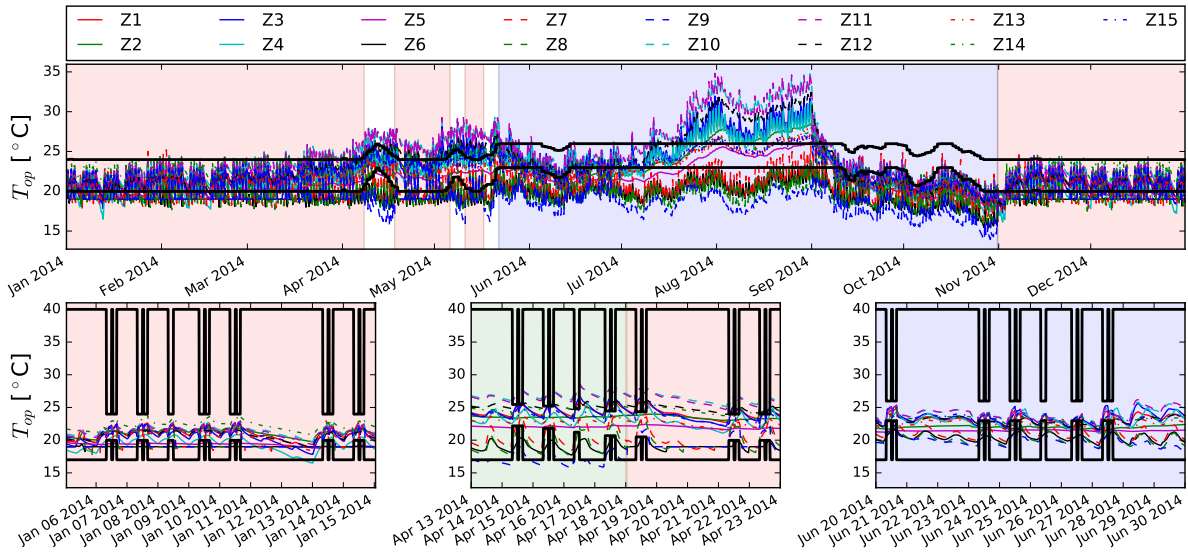 Z1 Z3 Z5 Z7 Z9 Z11 Z13 Z15
Z2 Z4 Z6 Z8 Z10 Z12 Z14
T_op [°C]
35
30
25
20
15
Jan 2014 Feb 2014 Mar 2014 Apr 2014 May 2014 Jun 2014 Jul 2014 Aug 2014 Sep 2014 Oct 2014 Nov 2014 Dec 2014
T_op [°C]
40
35
30
25
20
15
Jan 06 2014 Jan 07 2014 Jan 08 2014 Jan 09 2014 Jan 10 2014 Jan 11 2014 Jan 12 2014 Jan 13 2014 Jan 14 2014 Jan 15 2014
40
35
30
25
20
15
Apr 13 2014 Apr 14 2014 Apr 15 2014 Apr 16 2014 Apr 17 2014 Apr 18 2014 Apr 19 2014 Apr 20 2014 Apr 21 2014 Apr 22 2014 Apr 23 2014
40
35
30
25
20
15
Jun 20 2014 Jun 21 2014 Jun 22 2014 Jun 23 2014 Jun 24 2014 Jun 25 2014 Jun 26 2014 Jun 27 2014 Jun 28 2014 Jun 29 2014 Jun 30 2014